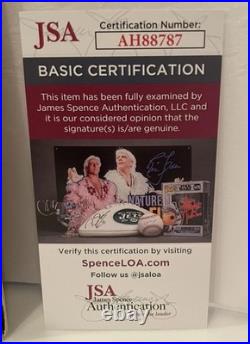 JSA
Certification Number:
AH88787
BASIC CERTIFICATION
This item has been fully examined by
James Spence Authentication, LLC and
it is our considered opinion that the
signature(s) is/are genuine.
NATURE
Verify this certification by visiting
SpenceLOA.com
Follow us @jsaloa
JSA
James Spence
Authentication